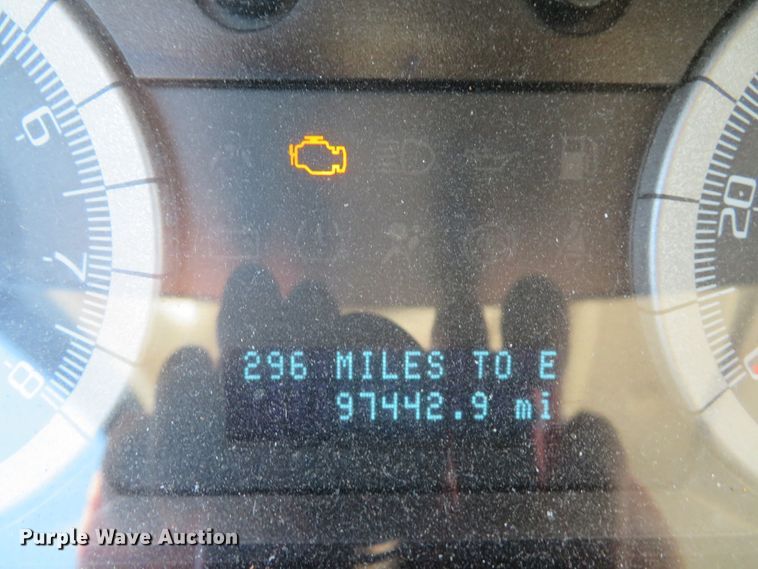 6
7
8
20
296 MILES TO E
97442.9 mi
Purple Wave Auction